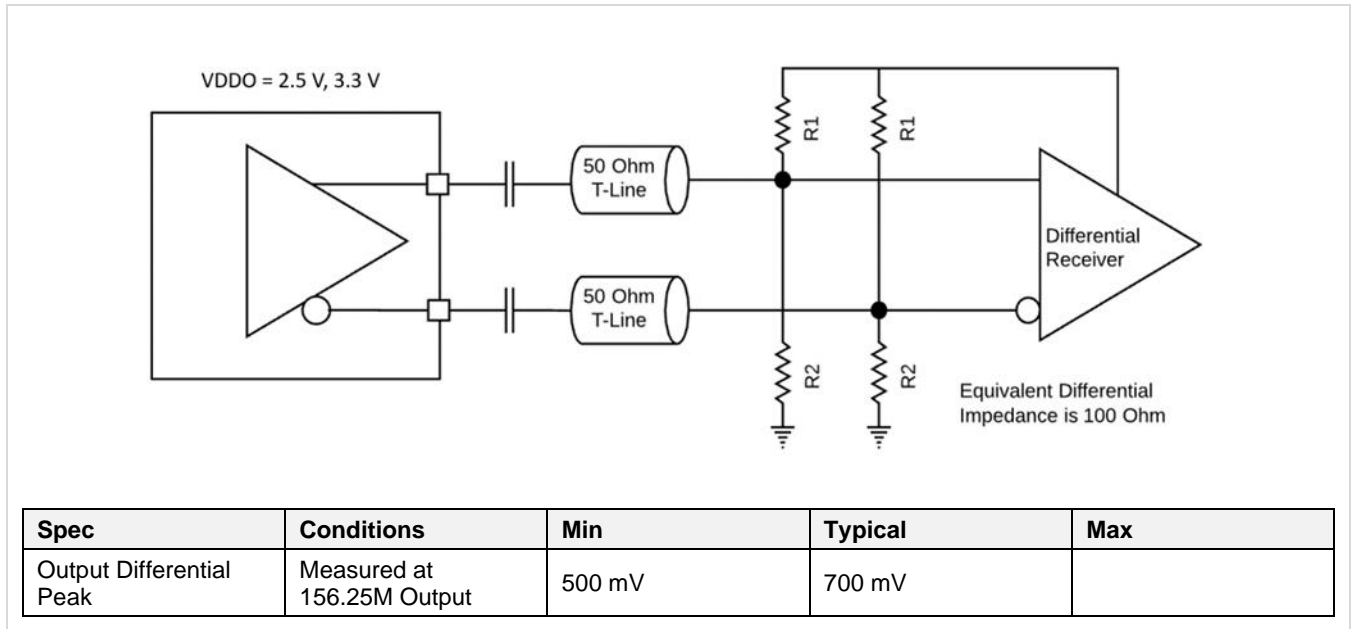 VDDO = 2.5 V, 3.3 V
R1
R1
50 Ohm
T-Line
Differential
Receiver
50 Ohm
T-Line
R2
R2
Equivalent Differential
Impedance is 100 Ohm
Spec Conditions Min Typical Max
Output Differential
Peak
Measured at
156.25M Output
500 mV
700 mV